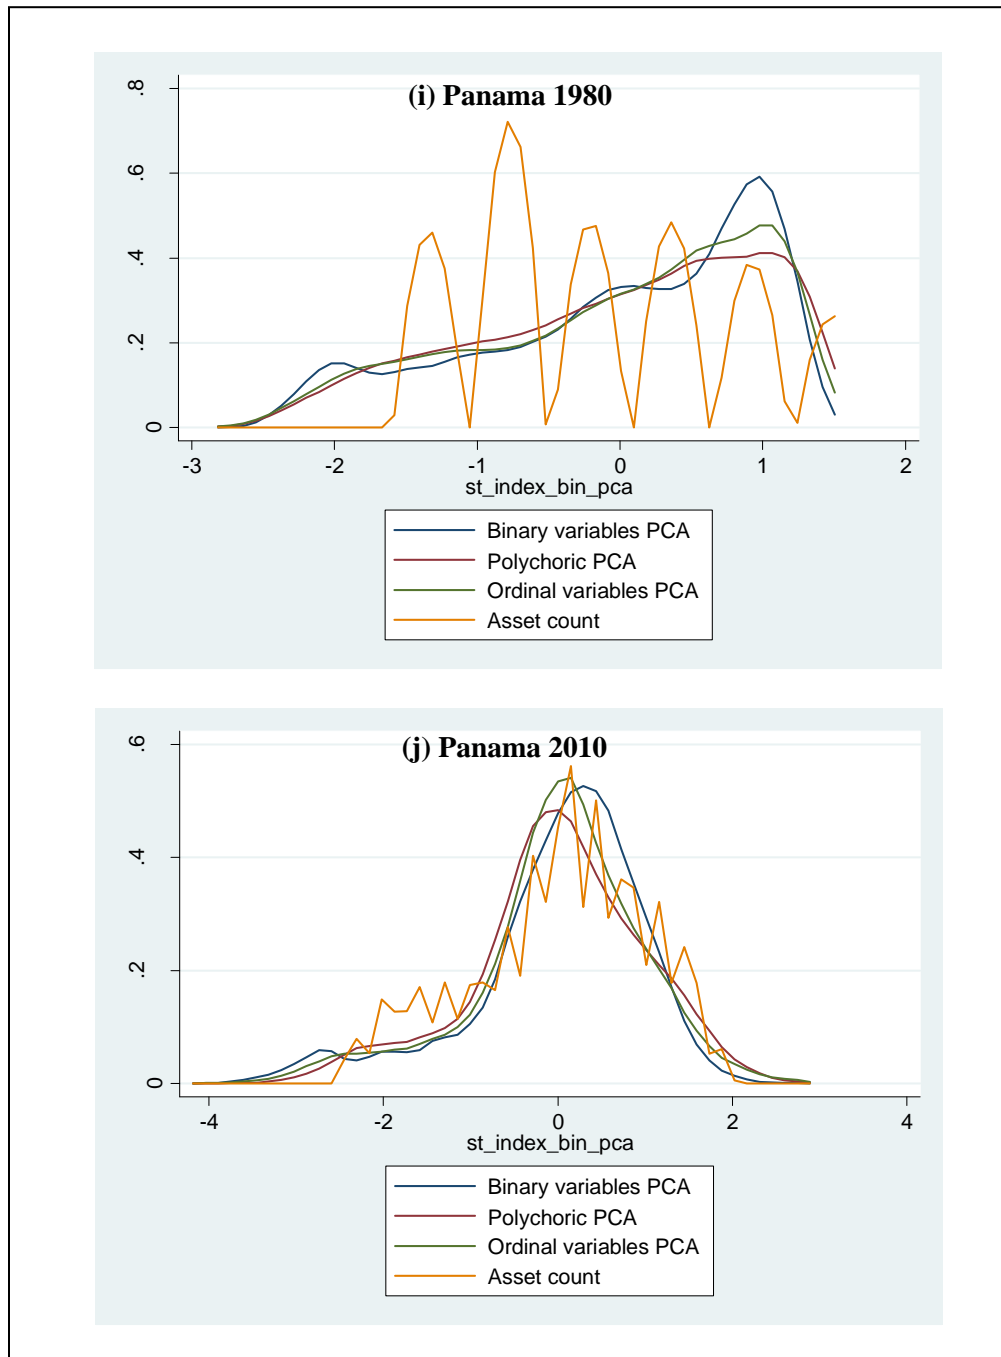 (i) Panama 1980
.8
.6
.4
.2
0
-3 -2 -1 0 1 2
st_index_bin_pca
Binary variables PCA
Polychoric PCA
Ordinal variables PCA
Asset count
(j) Panama 2010
.6
.4
.2
0
-4 -2 0 2 4
st_index_bin_pca
Binary variables PCA
Polychoric PCA
Ordinal variables PCA
Asset count